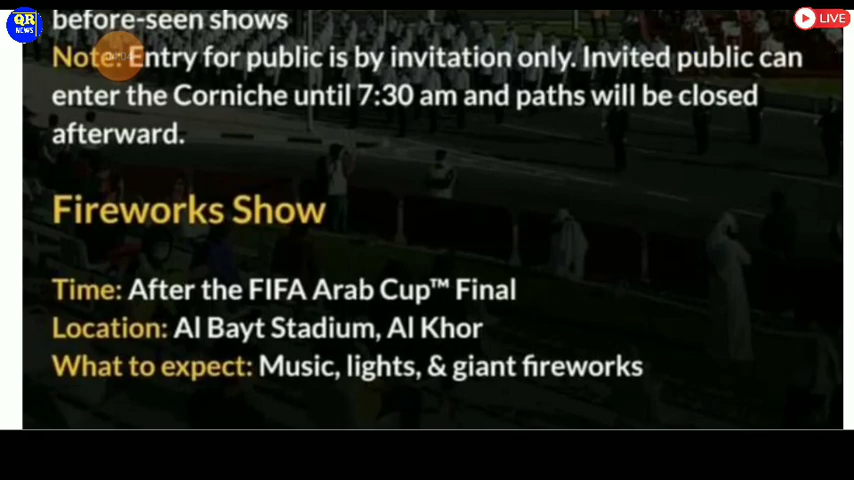 QR
NEWS
LIVE
before-seen shows
Note: Entry for public is by invitation only. Invited public can
enter the Corniche until 7:30 am and paths will be closed
afterward.
Fireworks Show
Time: After the FIFA Arab Cup™ Final
Location: Al Bayt Stadium, Al Khor
What to expect: Music, lights, & giant fireworks